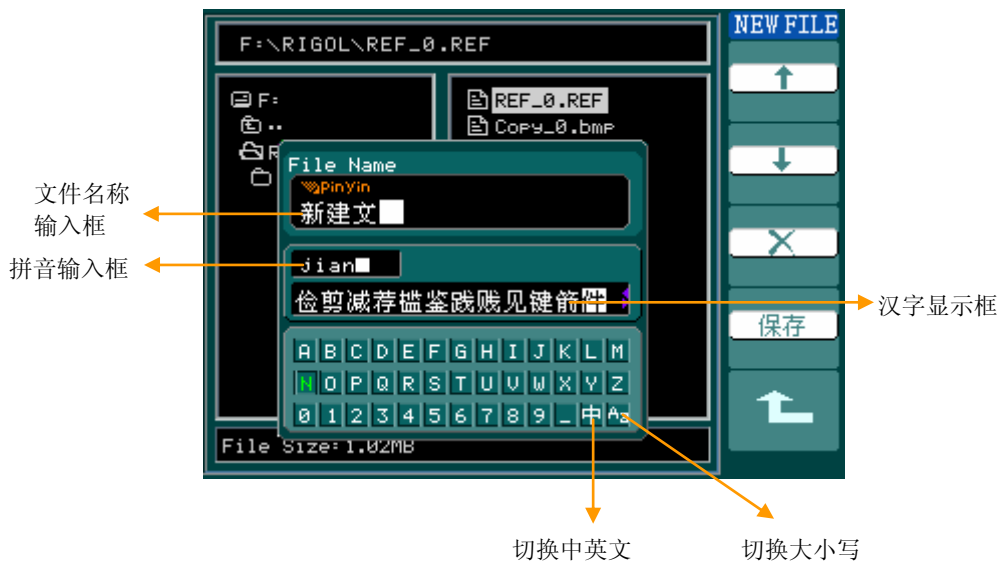 NEW FILE
F:\RIGOL\REF_0.REF
F:
REF_0.REF
..
Copy_0.bmp
R
File Name
PinYin
新建文
文件名称
输入框
jian
拼音输入框
俭剪减荐槛鉴践贱见键箭件
汉字显示框
保存
A B C D E F G H I J K L M
N O P Q R S T U V W X Y Z
0 1 2 3 4 5 6 7 8 9 _ 中 Aa
File Size:1.02MB
切换中英文
切换大小写